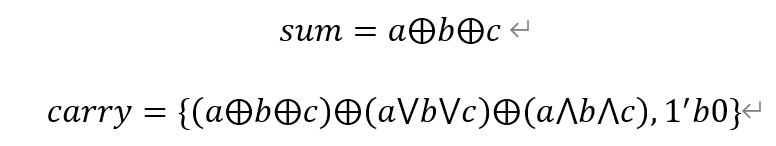 sum = a⊕b⊕c ↵
carry = {(a⊕b⊕c)⊕(a⋁b⋁c)⊕(a⋀b⋀c), 1′b0}↵